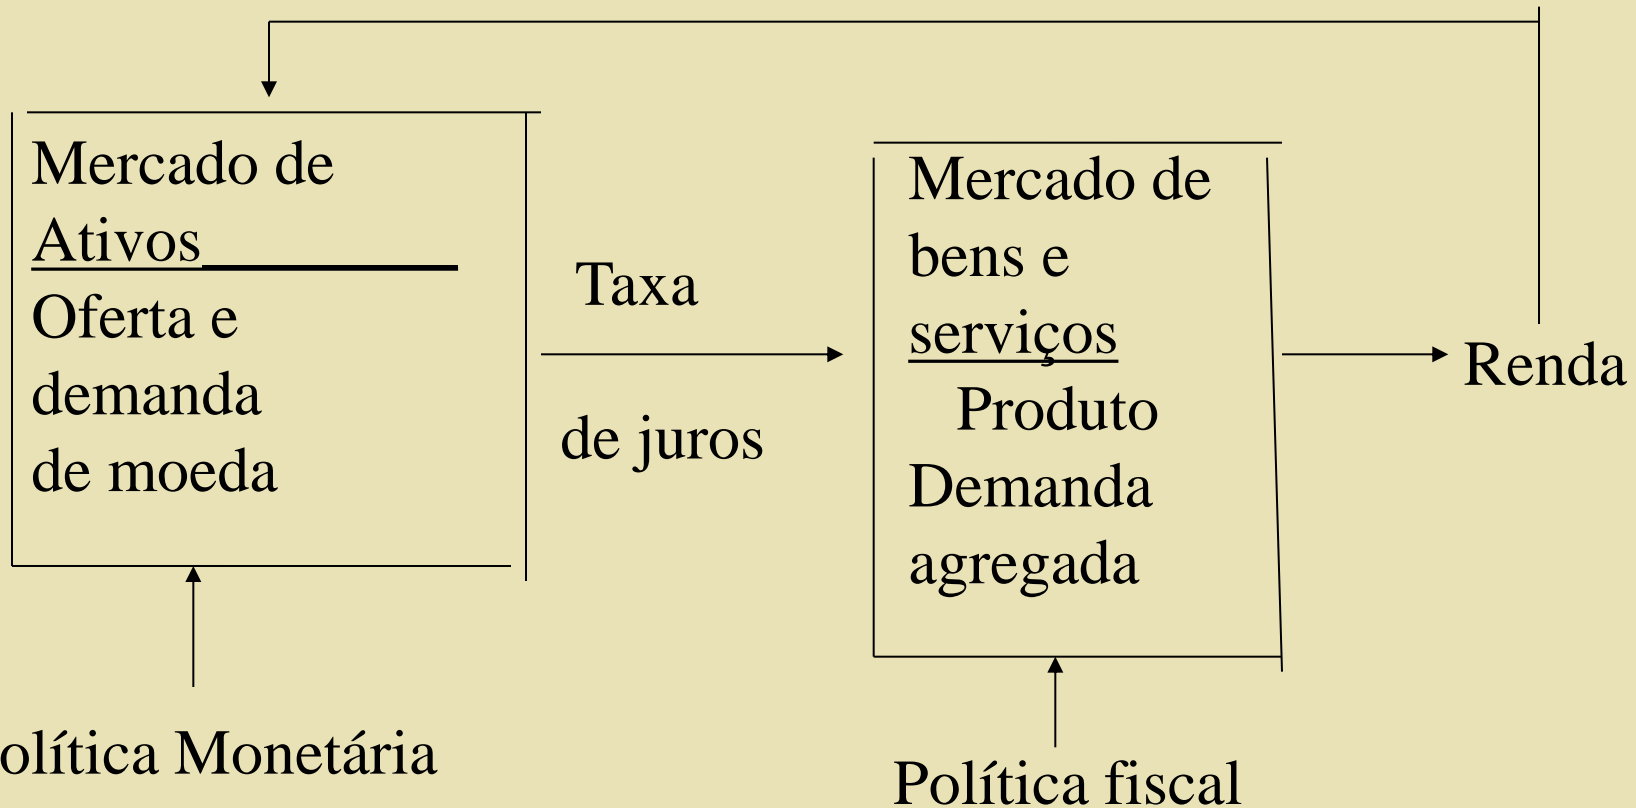 Mercado de
Ativos
Oferta e
demanda
de moeda
Taxa
de juros
Mercado de
bens e
serviços
Produto
Demanda
agregada
Renda
olítica Monetária
Política fiscal